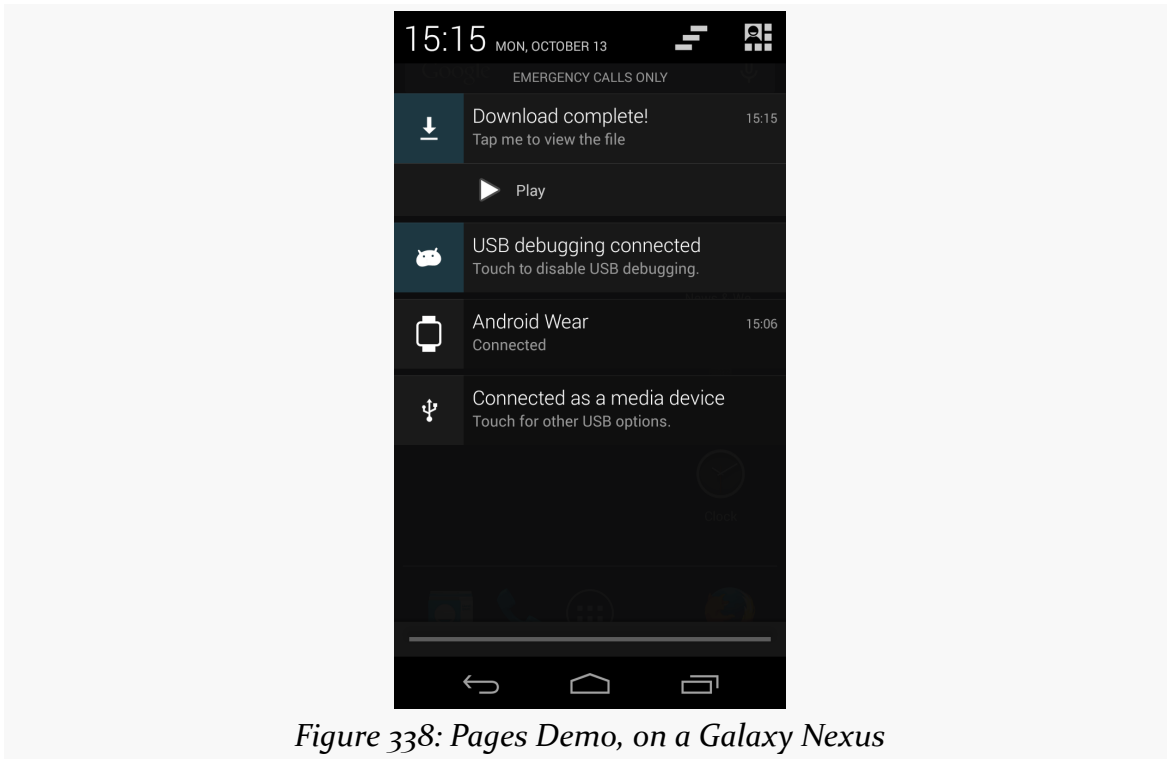 15:15 MON, OCTOBER 13
EMERGENCY CALLS ONLY
Download complete! 15:15
Tap me to view the file
Play
USB debugging connected
Touch to disable USB debugging.
Android Wear 15:06
Connected
Connected as a media device
Touch for other USB options.
Clock
Figure 338: Pages Demo, on a Galaxy Nexus